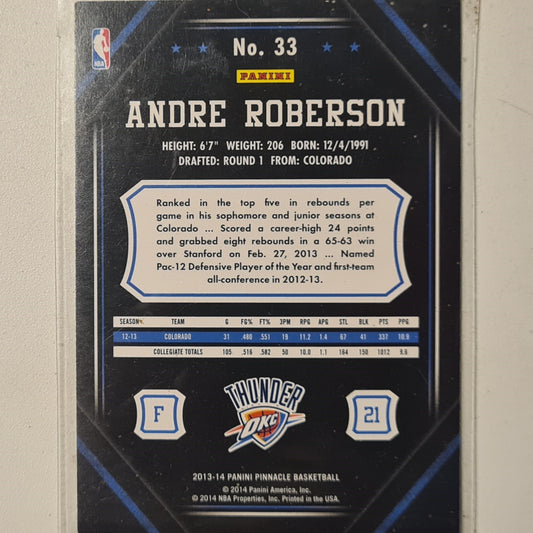 NBA
No. 33
PANINI
ANDRE ROBERSON
HEIGHT: 6'7" WEIGHT: 206 BORN: 12/4/1991
DRAFTED: ROUND 1 FROM: COLORADO
Ranked in the top five in rebounds per
game in his sophomore and junior seasons at
Colorado ... Scored a career-high 24 points
and grabbed eight rebounds in a 65-63 win
over Stanford on Feb. 27, 2013 ... Named
Pac-12 Defensive Player of the Year and first-team
all-conference in 2012-13.
SEASON TEAM G FG% FT% 3PM RPG APG STL BLK PTS PPG
12-13 COLORADO 31 .480 .551 19 11.2 1.4 67 41 337 10.9
COLLEGIATE TOTALS 105 .516 .582 50 10.0 1.1 164 150 1012 9.6
THUNDER
OKC
F
21
2013-14 PANINI PINNACLE BASKETBALL
© 2014 Panini America, Inc.
© 2014 NBA Properties, Inc. Printed in the USA.